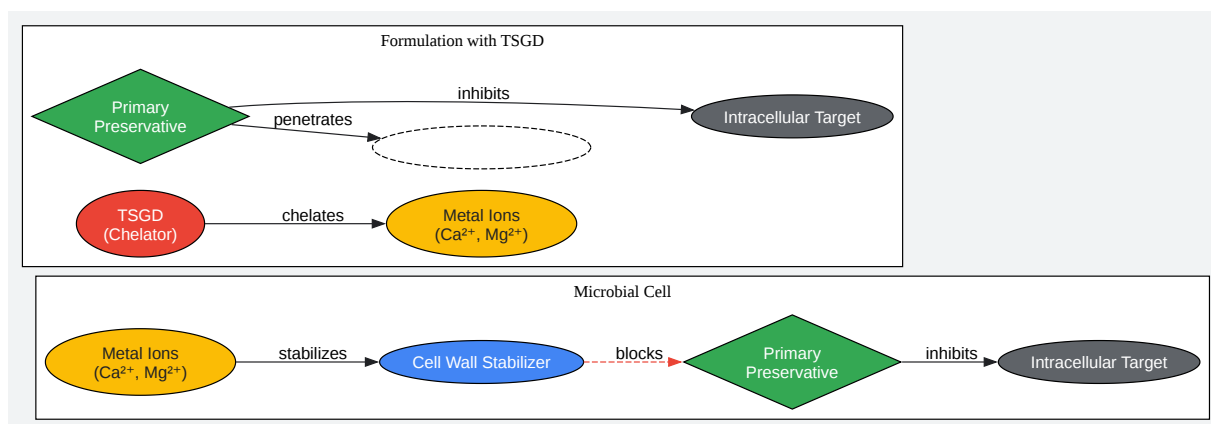 Formulation with TSGD
Primary
Preservative
inhibits
penetrates
Intracellular Target
TSGD
(Chelator)
chelates
Metal Ions
(Ca²⁺, Mg²⁺)
Microbial Cell
Metal Ions
(Ca²⁺, Mg²⁺)
stabilizes
Cell Wall Stabilizer
blocks
Primary
Preservative
inhibits
Intracellular Target